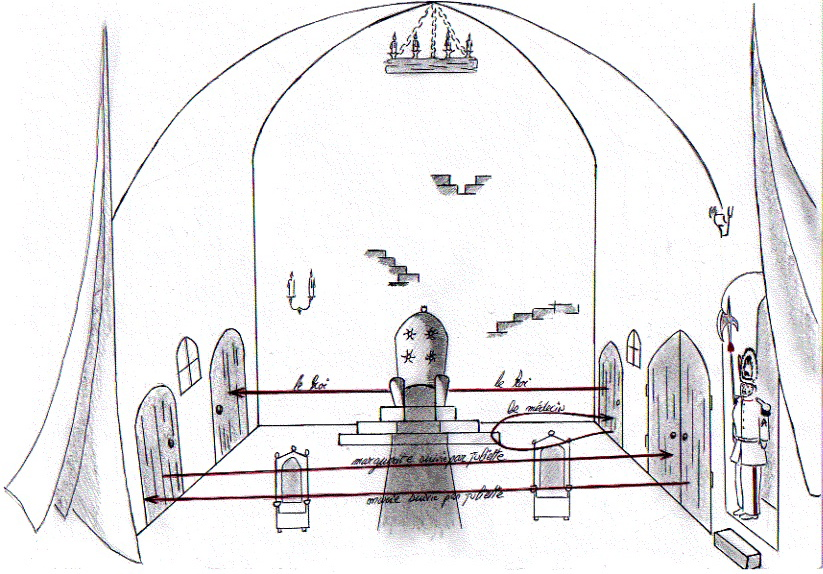 le Roi
le Roi
Le médecin
marguerite suivie par juliette
marie suivie par juliette